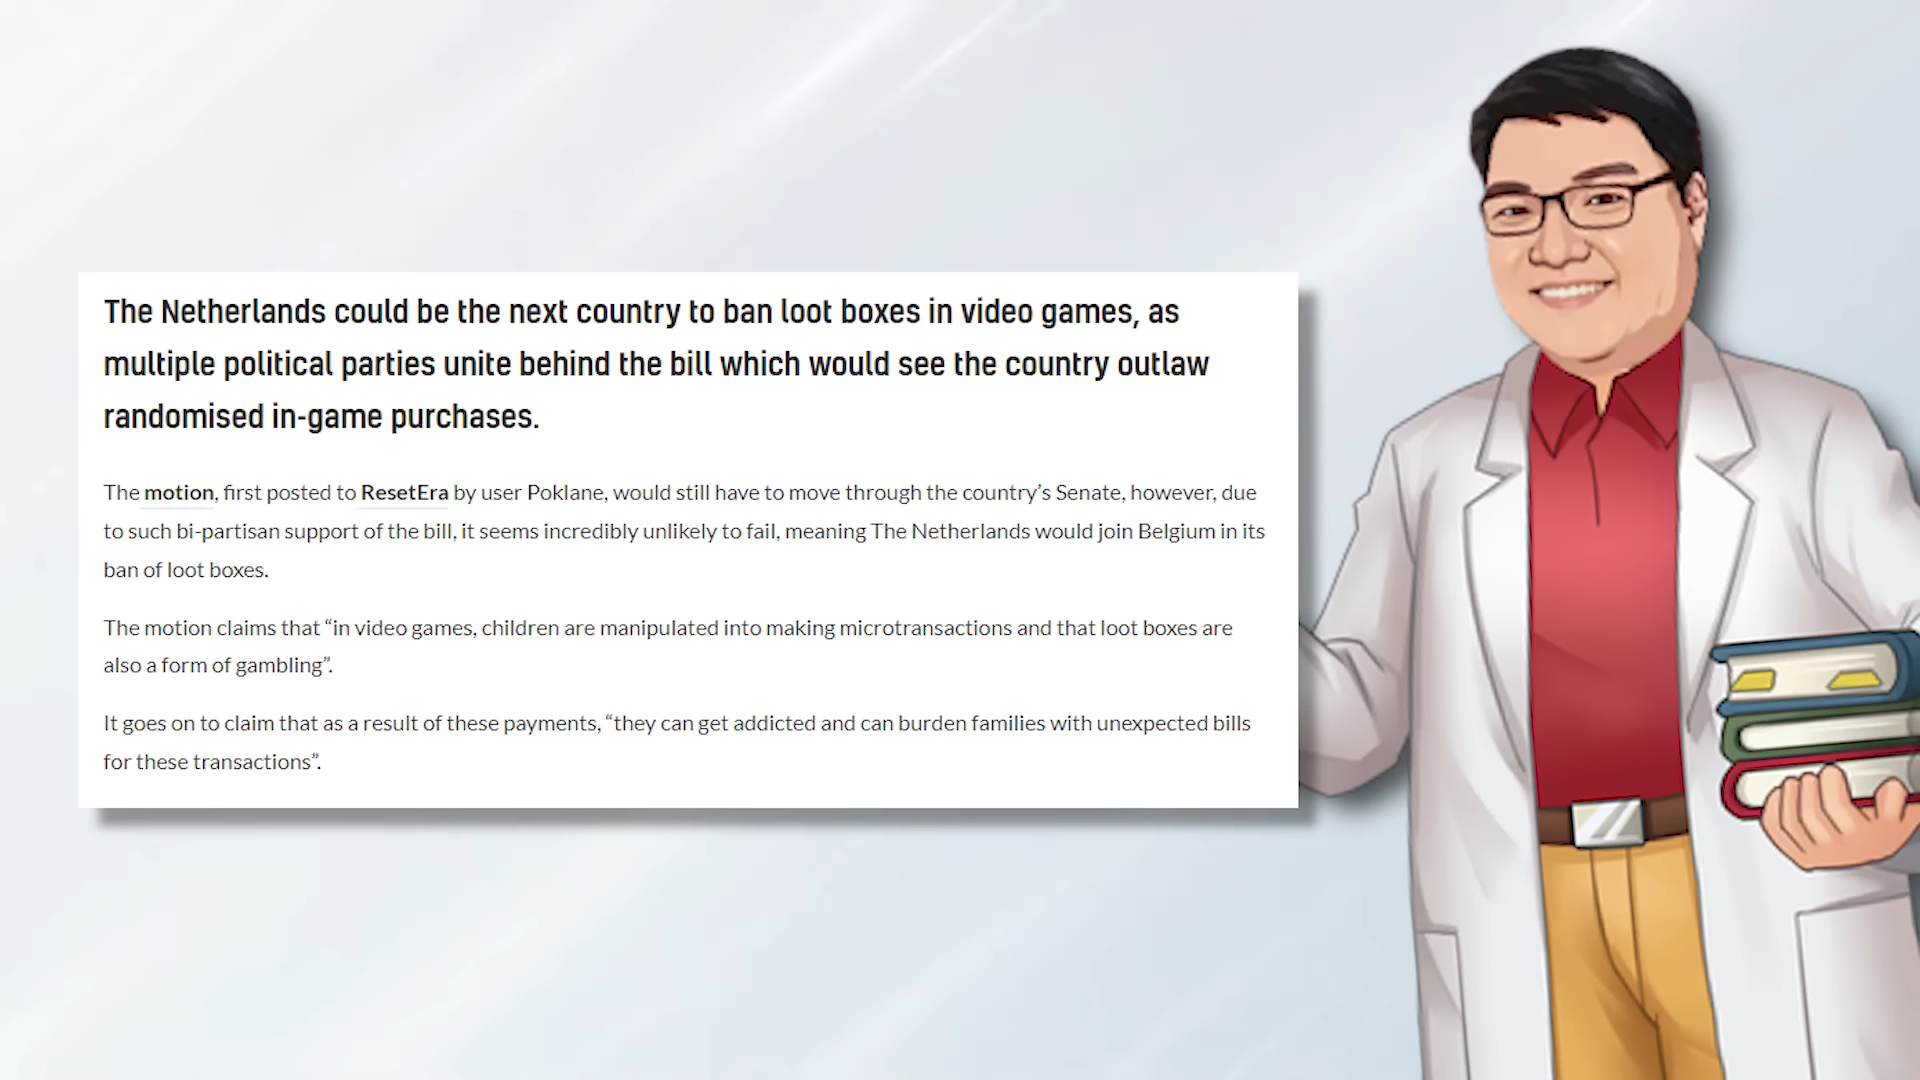 The Netherlands could be the next country to ban loot boxes in video games, as
multiple political parties unite behind the bill which would see the country outlaw
randomised in-game purchases.
The motion, first posted to ResetEra by user Poklane, would still have to move through the country’s Senate, however, due
to such bi-partisan support of the bill, it seems incredibly unlikely to fail, meaning The Netherlands would join Belgium in its
ban of loot boxes.
The motion claims that “in video games, children are manipulated into making microtransactions and that loot boxes are
also a form of gambling”.
It goes on to claim that as a result of these payments, “they can get addicted and can burden families with unexpected bills
for these transactions”.